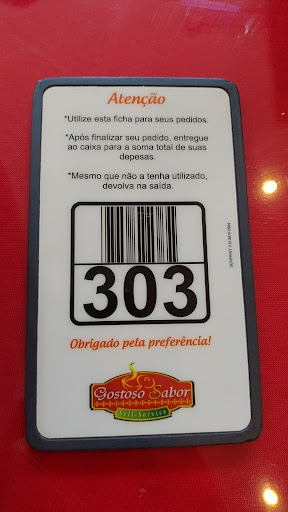 Atenção
*Utilize esta ficha para seus pedidos.
*Após finalizar seu pedido, entregue
ao caixa para a soma total de suas
depesas.
*Mesmo que não a tenha utilizado,
devolva na saída.
303
Obrigado pela preferência!
Gostoso Sabor
Self-Service